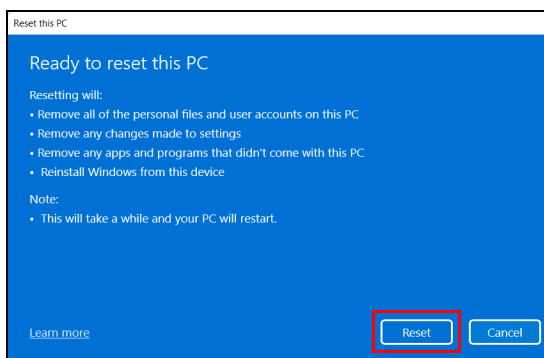 Reset this PC
Ready to reset this PC
Resetting will:
• Remove all of the personal files and user accounts on this PC
• Remove any changes made to settings
• Remove any apps and programs that didn't come with this PC
• Reinstall Windows from this device
Note:
• This will take a while and your PC will restart.
Learn more
Reset
Cancel